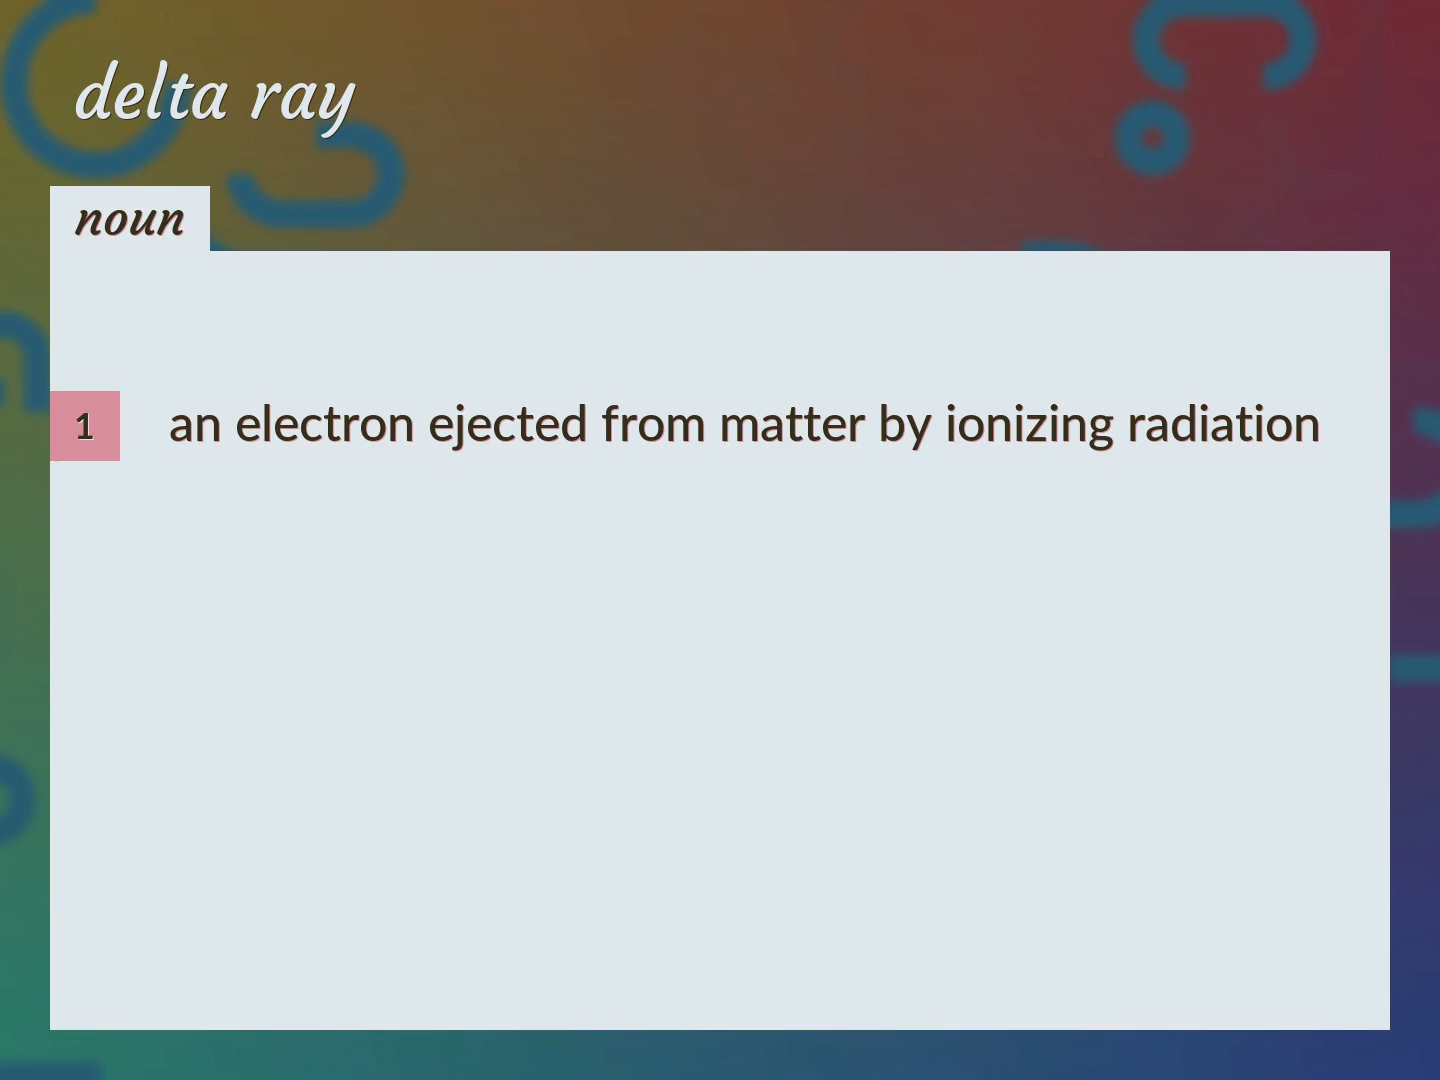 delta ray
noun
1 an electron ejected from matter by ionizing radiation